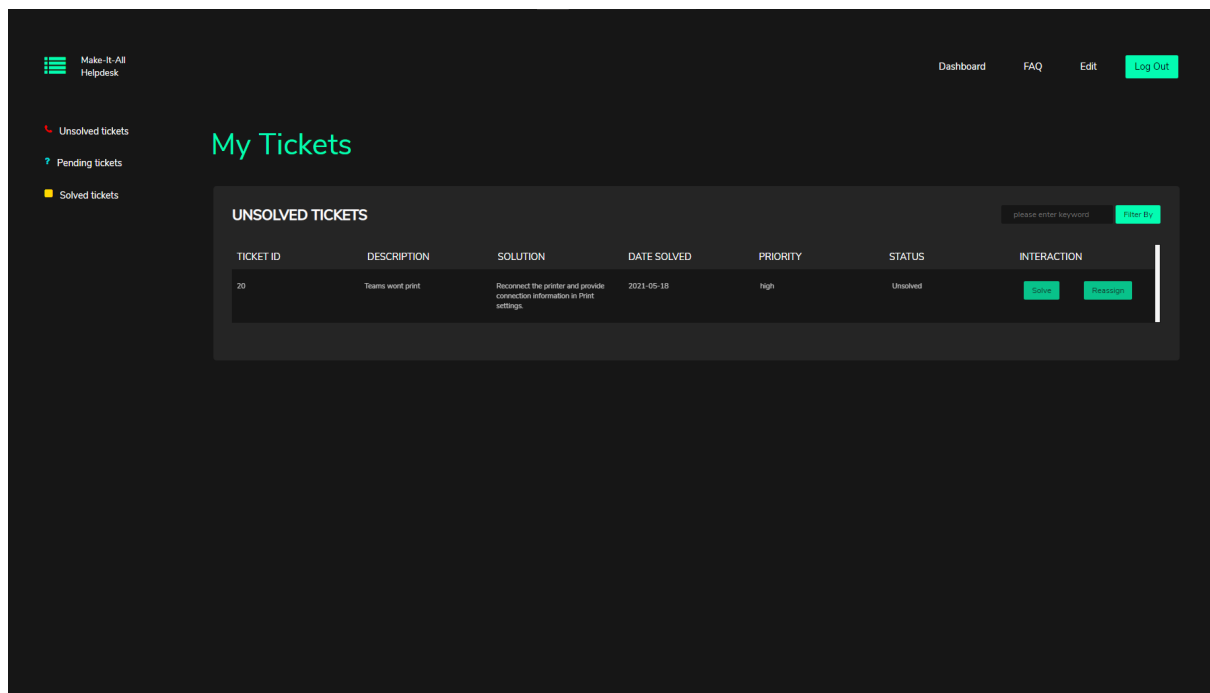 Make-It-All
Helpdesk
Dashboard
FAQ
Edit
Log Out
Unsolved tickets
? Pending tickets
Solved tickets
My Tickets
UNSOLVED TICKETS
please enter keyword
Filter By
TICKET ID DESCRIPTION SOLUTION DATE SOLVED PRIORITY STATUS INTERACTION
20 Teams wont print Reconnect the printer and provide 2021-05-18 high Unsolved Solve Reassign
connection information in Print
settings.